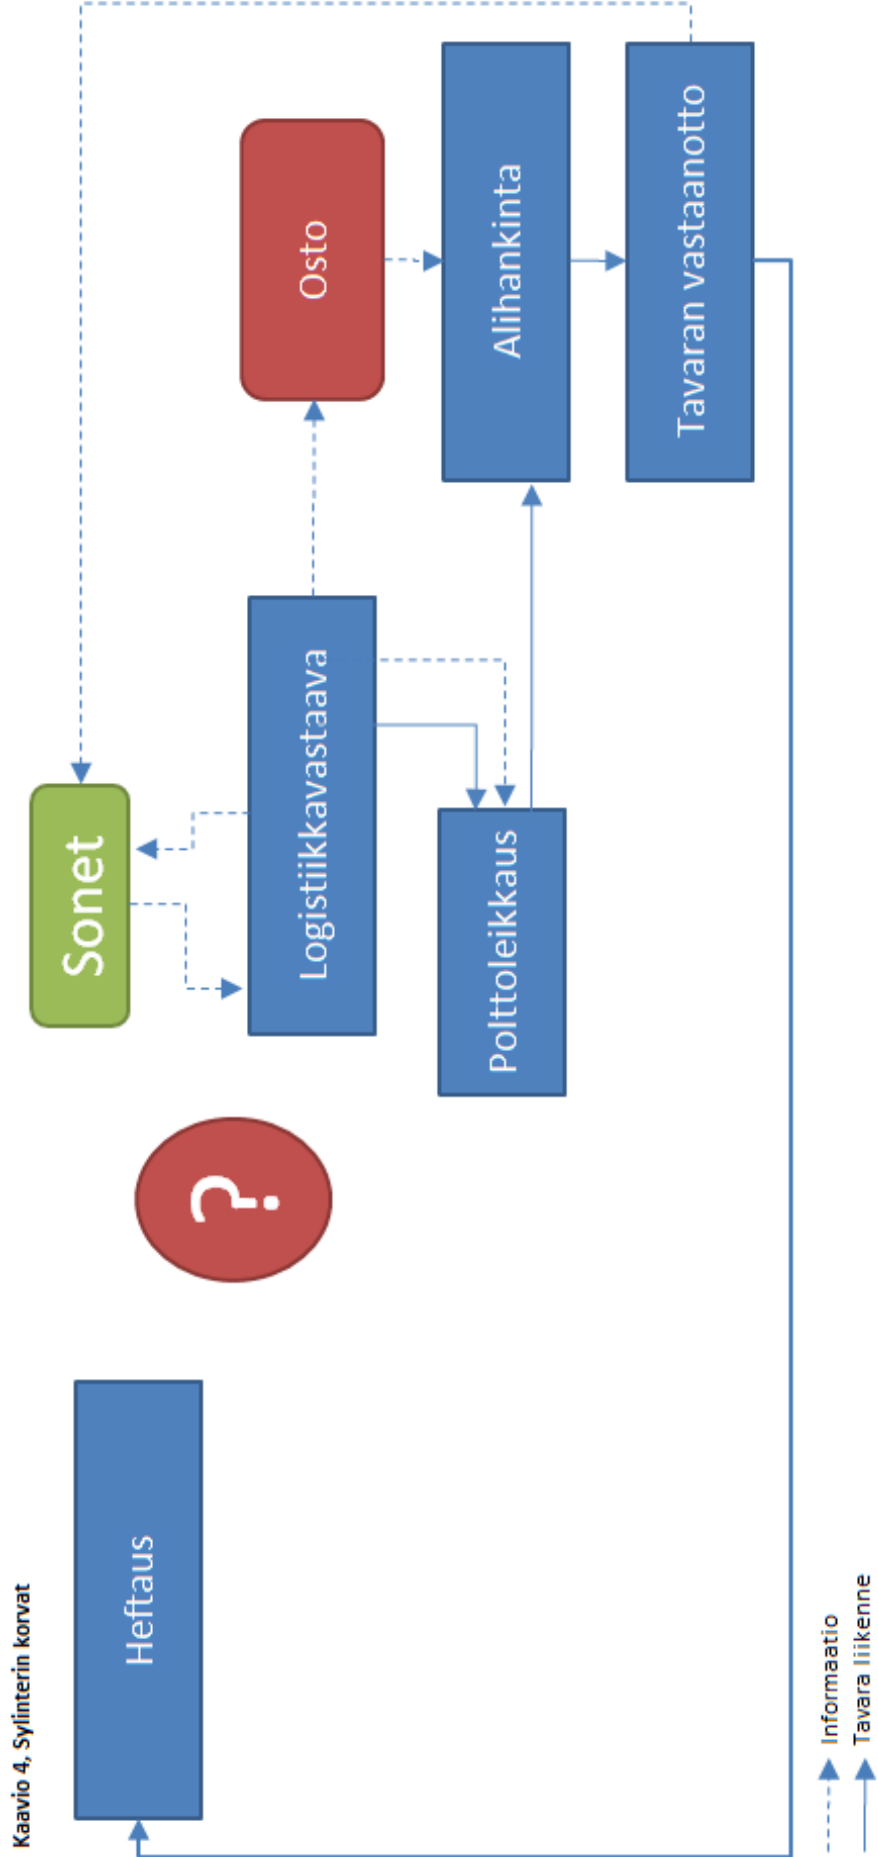 Kaavio 4, Sylinterin korvat
Heftaus
?
Sonet
Logistiikkavastaava
Polttoleikkaus
Osto
Alihankinta
Tavaran vastaanotto
Informaatio
Tavara liikenne